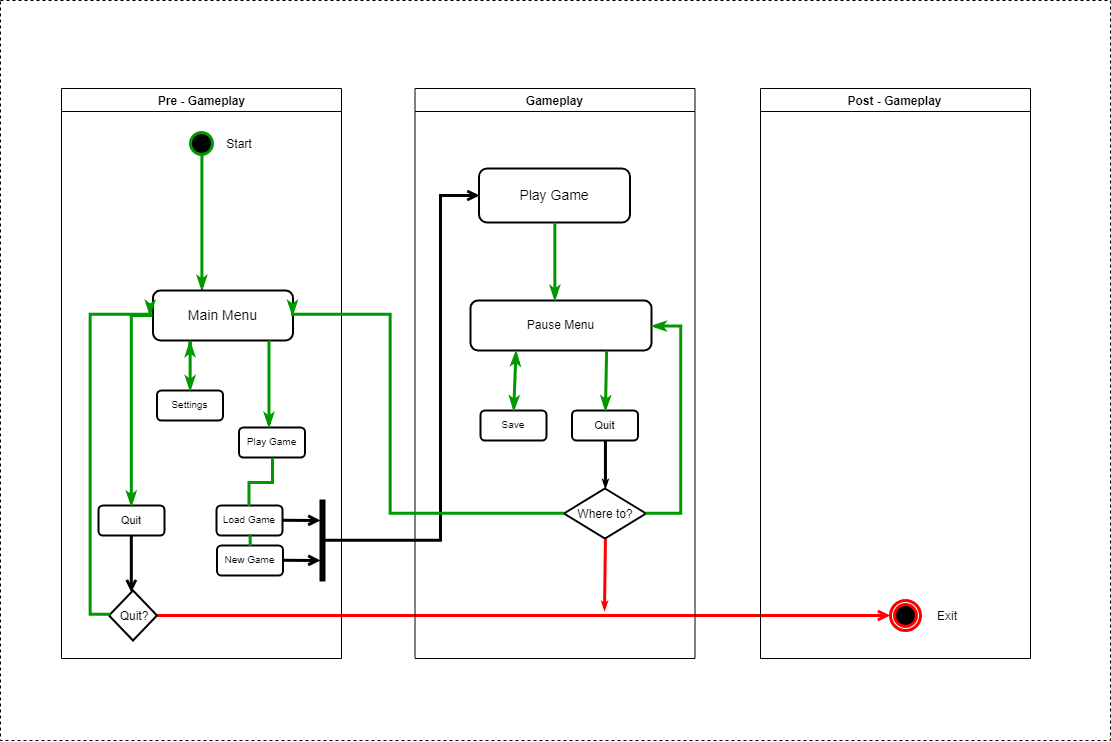 Pre - Gameplay
Start
Main Menu
Settings
Play Game
Quit
Load Game
New Game
Quit?
Gameplay
Play Game
Pause Menu
Save
Quit
Where to?
Post - Gameplay
Exit